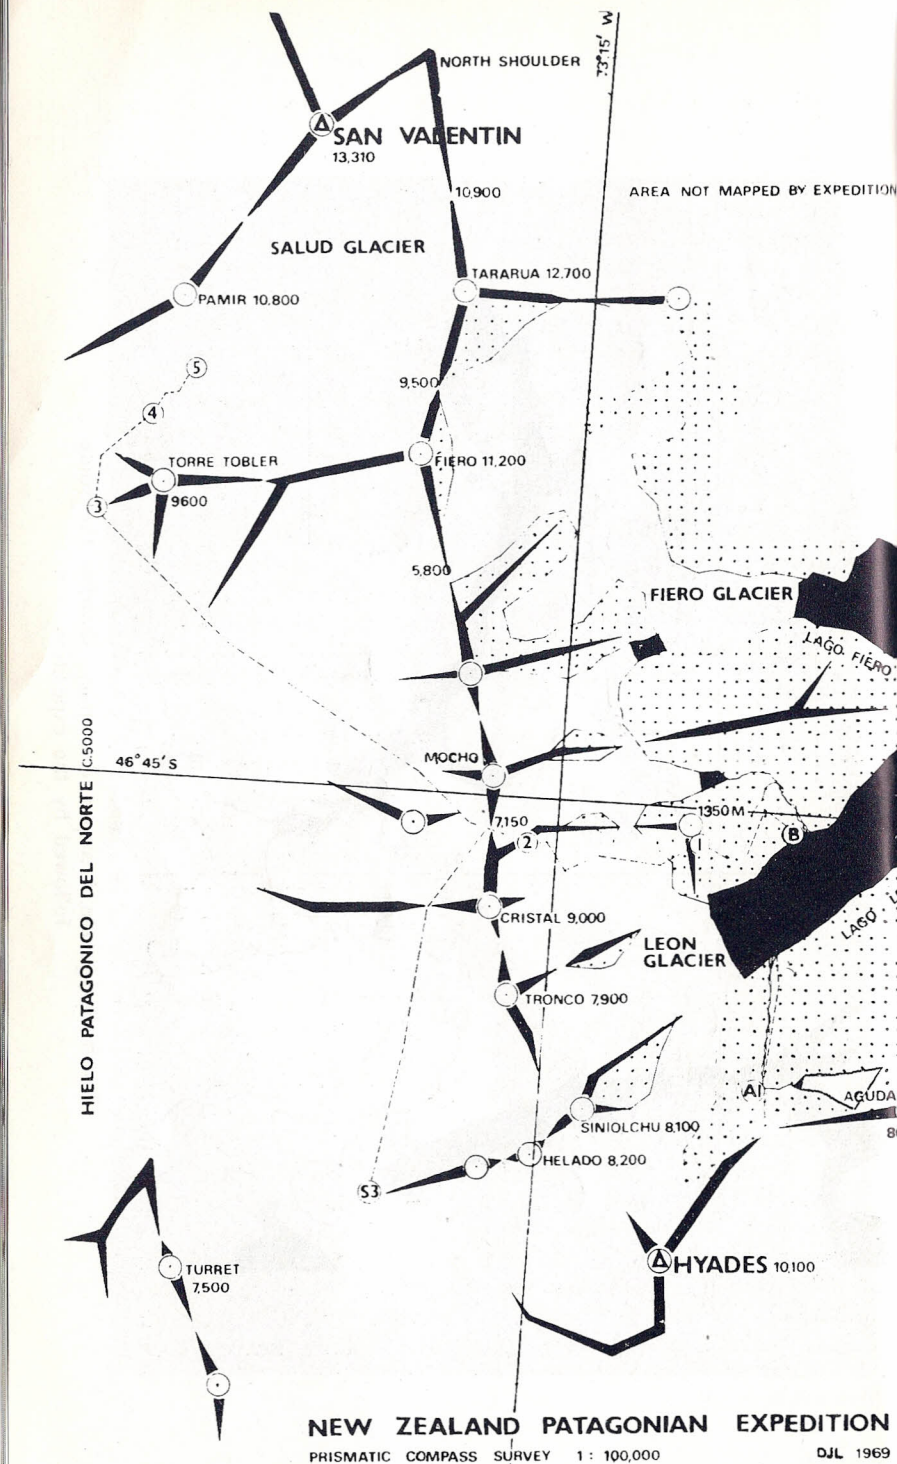 NORTH SHOULDER
73°15' W
SAN VALENTIN
13,310
10,900
AREA NOT MAPPED BY EXPEDITION
SALUD GLACIER
TARARUA 12.700
PAMIR 10.800
5
9,500
4
TORRE TOBLER
FIERO 11,200
9600
3
5,800
FIERO GLACIER
LAGO FIERO
HIELO PATAGONICO DEL NORTE C.5000
MOCHO
46°45' S
7,150
1350M
2
1
B
CRISTAL 9,000
LEON
GLACIER
LAGO
TRONCO 7,900
A1
AGUDA
SINIOLCHU 8,100
HELADO 8,200
S3
HYADES 10,100
TURRET
7,500
NEW ZEALAND PATAGONIAN EXPEDITION
PRISMATIC COMPASS SURVEY 1 : 100,000
DJL 1969